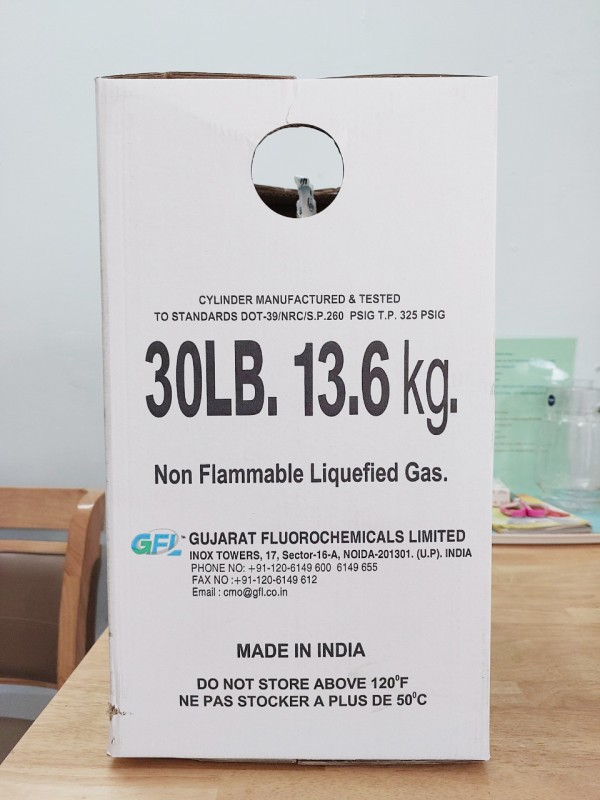 CYLINDER MANUFACTURED & TESTED
TO STANDARDS DOT-39/NRC/S.P.260 PSIG T.P. 325 PSIG
30LB. 13.6 kg.
Non Flammable Liquefied Gas.
GFL™ GUJARAT FLUOROCHEMICALS LIMITED
INOX TOWERS, 17, Sector-16-A, NOIDA-201301. (U.P). INDIA
PHONE NO: +91-120-6149 600 6149 655
FAX NO :+91-120-6149 612
Email : cmo@gfl.co.in
MADE IN INDIA
DO NOT STORE ABOVE 120⁰F
NE PAS STOCKER A PLUS DE 50⁰C